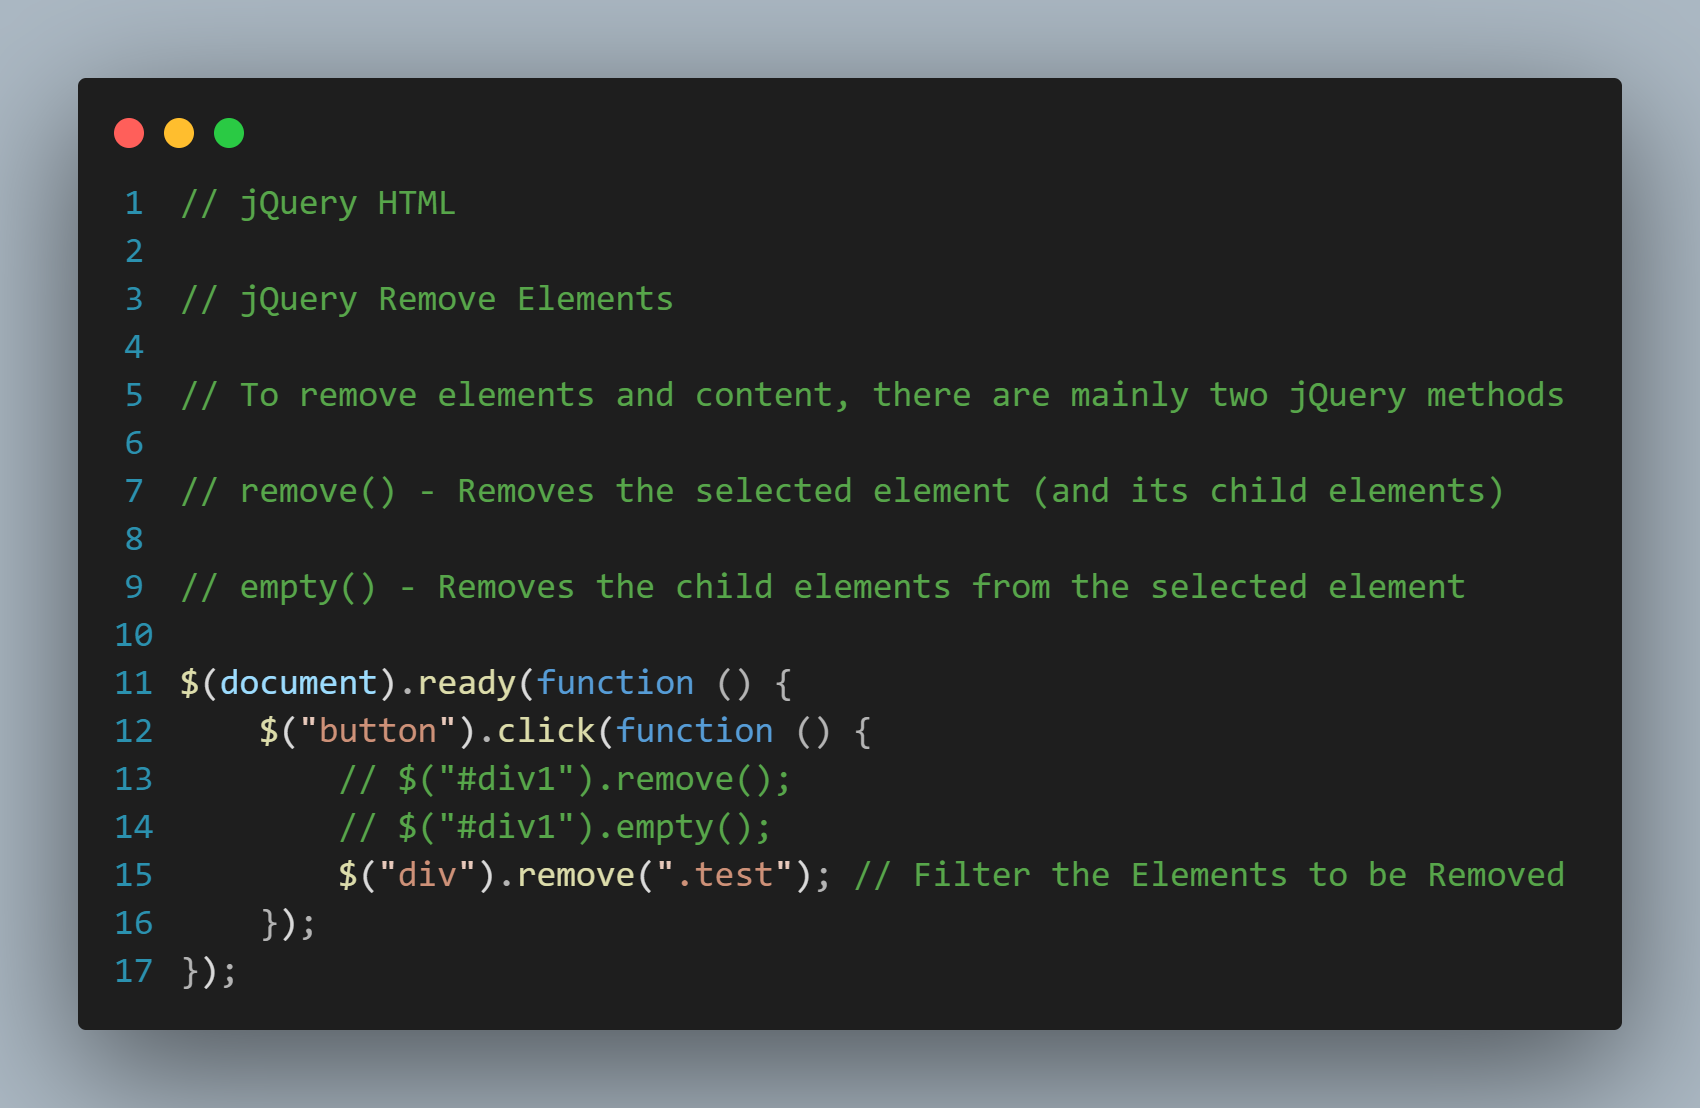 1 // jQuery HTML
2
3 // jQuery Remove Elements
4
5 // To remove elements and content, there are mainly two jQuery methods
6
7 // remove() - Removes the selected element (and its child elements)
8
9 // empty() - Removes the child elements from the selected element
10
11 $(document).ready(function () {
12     $("button").click(function () {
13         // $("#div1").remove();
14         // $("#div1").empty();
15         $("div").remove(".test"); // Filter the Elements to be Removed
16     });
17 });